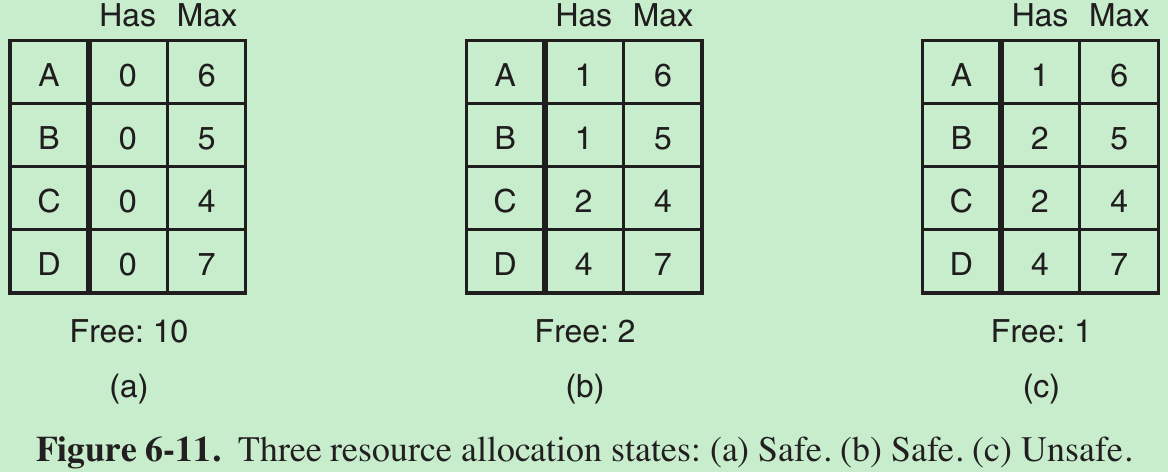 Has Max Has Max Has Max
A 0 6 A 1 6 A 1 6
B 0 5 B 1 5 B 2 5
C 0 4 C 2 4 C 2 4
D 0 7 D 4 7 D 4 7
Free: 10 Free: 2 Free: 1
(a) (b) (c)
Figure 6-11. Three resource allocation states: (a) Safe. (b) Safe. (c) Unsafe.